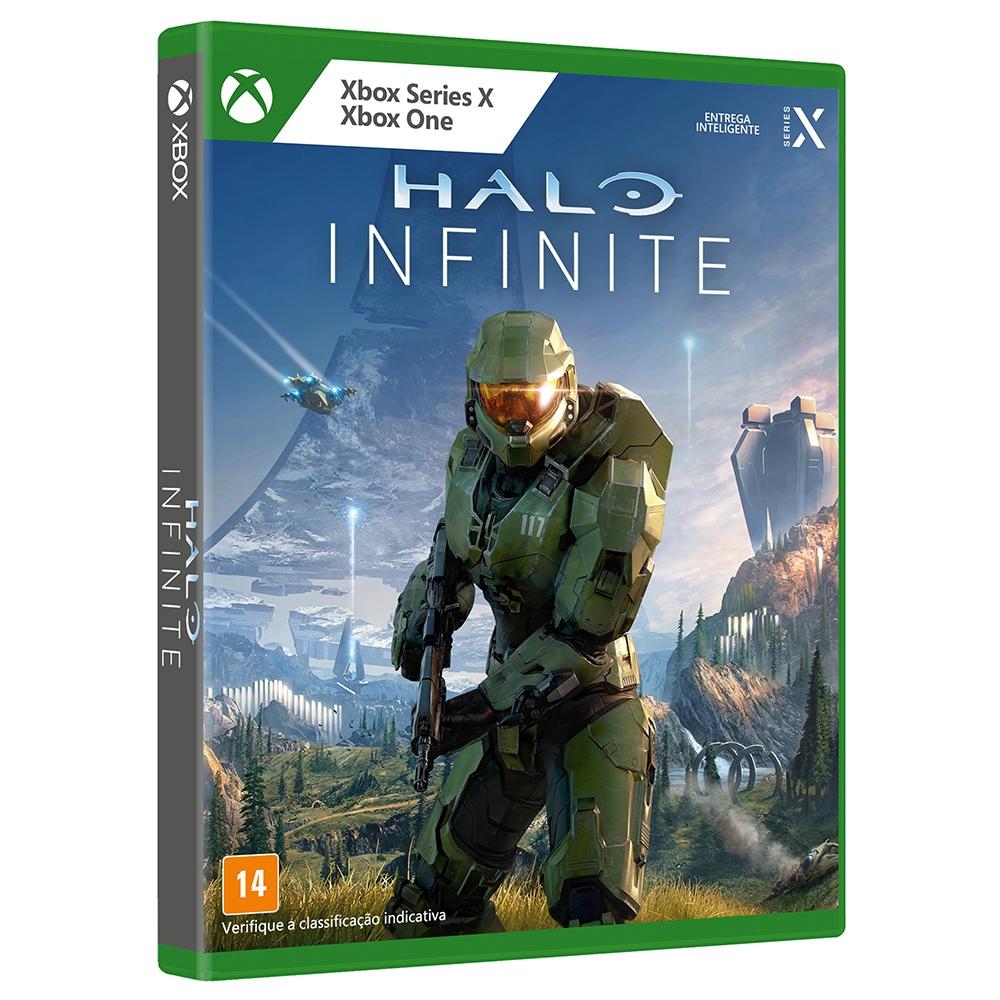 Xbox Series X
Xbox One
ENTREGA
INTELIGENTE
SERIES X
HALO
INFINITE
117
14
Verifique a classificação indicativa
XBOX
HALO
INFINITE